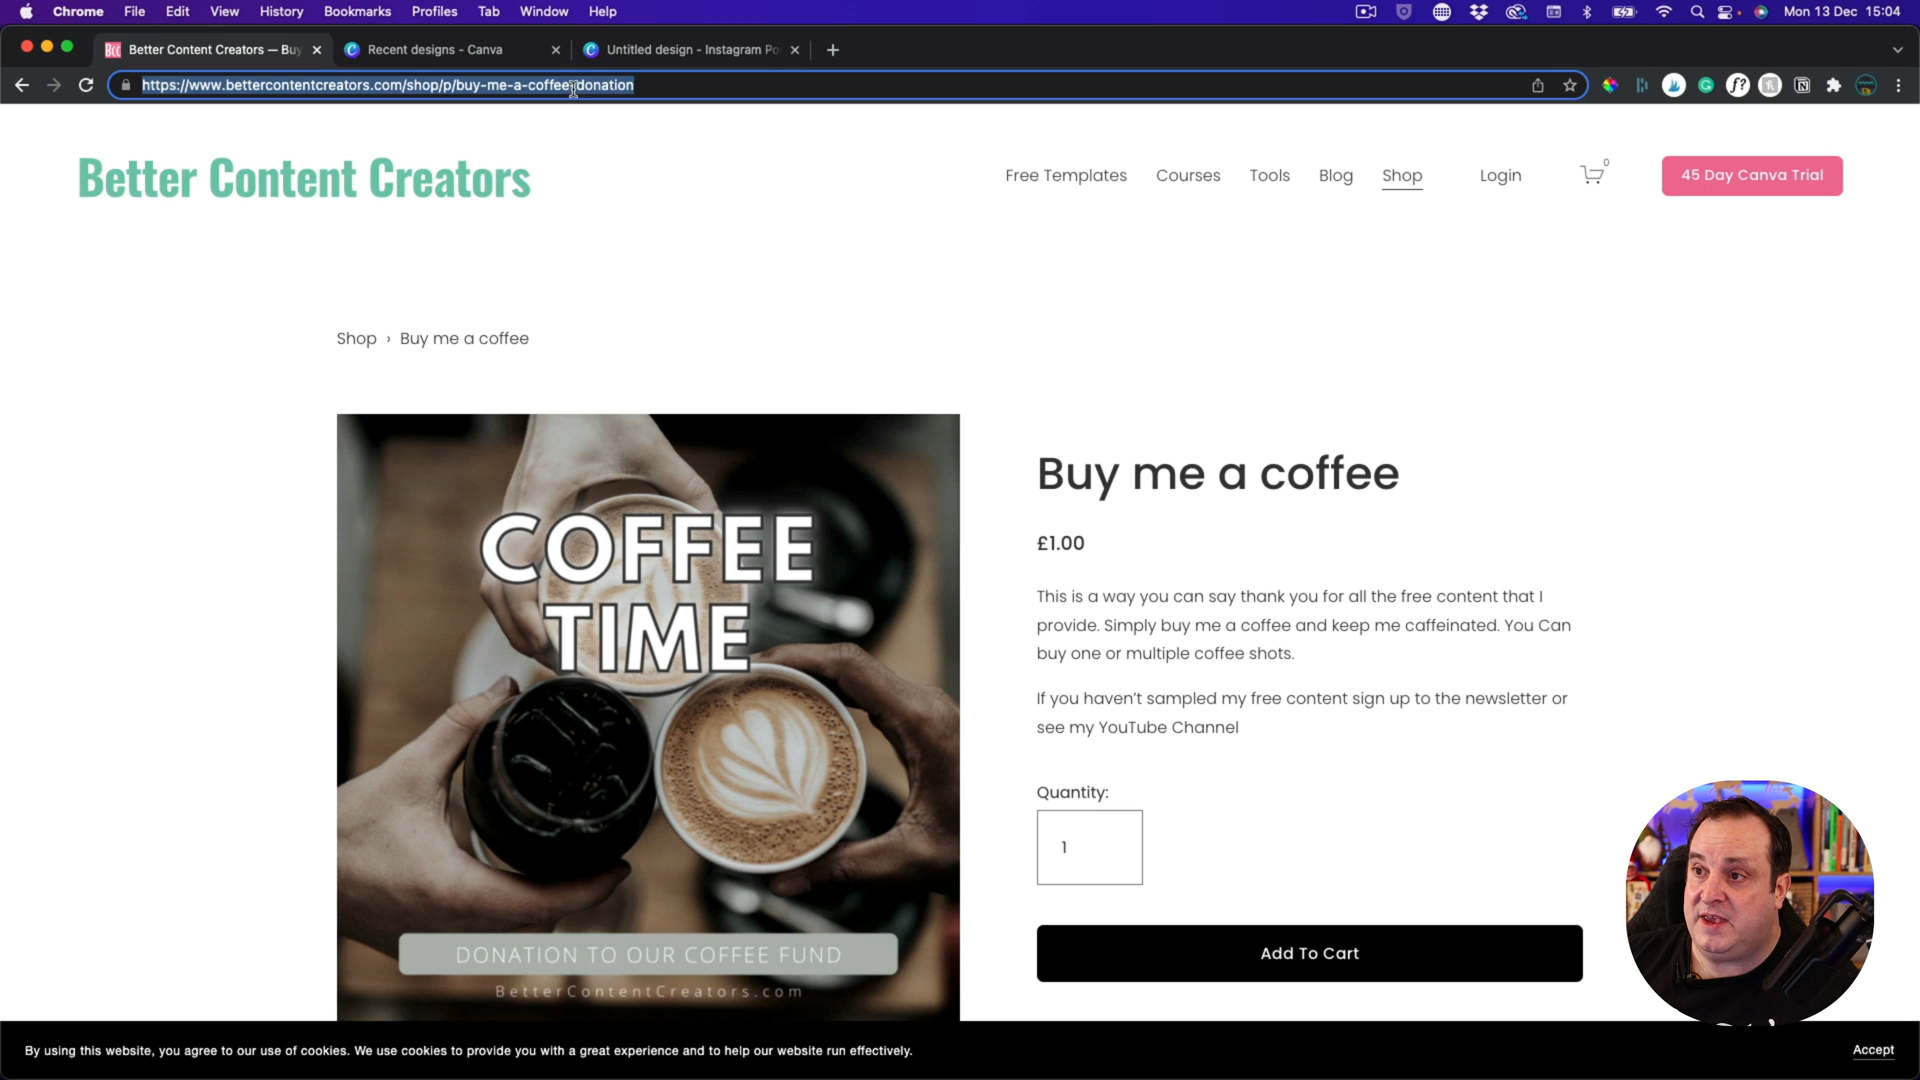 Chrome File Edit View History Bookmarks Profiles Tab Window Help Mon 13 Dec 15:04
Better Content Creators — Buy Recent designs - Canva Untitled design - Instagram Po
https://www.bettercontentcreators.com/shop/p/buy-me-a-coffee-donation
Better Content Creators
Free Templates Courses Tools Blog Shop Login 0 45 Day Canva Trial
Shop › Buy me a coffee
COFFEE
TIME
DONATION TO OUR COFFEE FUND
BetterContentCreators.com
Buy me a coffee
£1.00
This is a way you can say thank you for all the free content that I
provide. Simply buy me a coffee and keep me caffeinated. You Can
buy one or multiple coffee shots.
If you haven’t sampled my free content sign up to the newsletter or
see my YouTube Channel
Quantity:
1
Add To Cart
By using this website, you agree to our use of cookies. We use cookies to provide you with a great experience and to help our website run effectively.
Accept